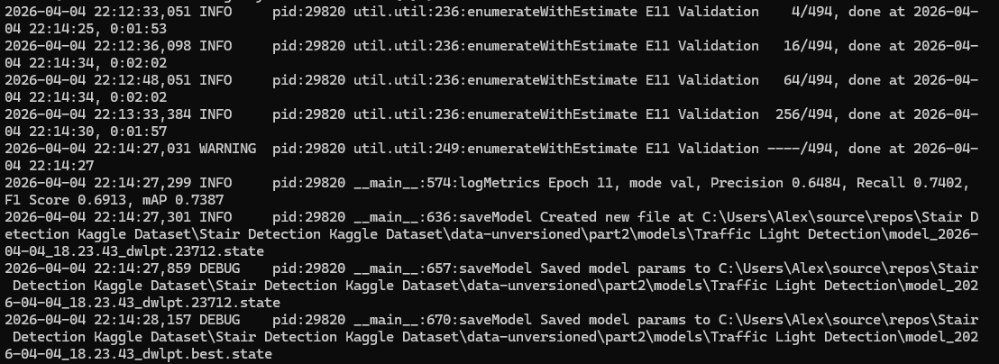 2026-04-04 22:12:33,051 INFO     pid:29820 util.util:236:enumerateWithEstimate E11 Validation    4/494, done at 2026-04-
04 22:14:25, 0:01:53
2026-04-04 22:12:36,098 INFO     pid:29820 util.util:236:enumerateWithEstimate E11 Validation   16/494, done at 2026-04-
04 22:14:34, 0:02:02
2026-04-04 22:12:48,051 INFO     pid:29820 util.util:236:enumerateWithEstimate E11 Validation   64/494, done at 2026-04-
04 22:14:34, 0:02:02
2026-04-04 22:13:33,384 INFO     pid:29820 util.util:236:enumerateWithEstimate E11 Validation  256/494, done at 2026-04-
04 22:14:30, 0:01:57
2026-04-04 22:14:27,031 WARNING  pid:29820 util.util:249:enumerateWithEstimate E11 Validation ----/494, done at 2026-04-
04 22:14:27
2026-04-04 22:14:27,299 INFO     pid:29820 __main__:574:logMetrics Epoch 11, mode val, Precision 0.6484, Recall 0.7402,
F1 Score 0.6913, mAP 0.7387
2026-04-04 22:14:27,301 INFO     pid:29820 __main__:636:saveModel Created new file at C:\Users\Alex\source\repos\Stair D
etection Kaggle Dataset\Stair Detection Kaggle Dataset\data-unversioned\part2\models\Traffic Light Detection\model_2026-
04-04_18.23.43_dwlpt.23712.state
2026-04-04 22:14:27,859 DEBUG    pid:29820 __main__:657:saveModel Saved model params to C:\Users\Alex\source\repos\Stair
 Detection Kaggle Dataset\Stair Detection Kaggle Dataset\data-unversioned\part2\models\Traffic Light Detection\model_202
6-04-04_18.23.43_dwlpt.23712.state
2026-04-04 22:14:28,157 DEBUG    pid:29820 __main__:670:saveModel Saved model params to C:\Users\Alex\source\repos\Stair
 Detection Kaggle Dataset\Stair Detection Kaggle Dataset\data-unversioned\part2\models\Traffic Light Detection\model_202
6-04-04_18.23.43_dwlpt.best.state